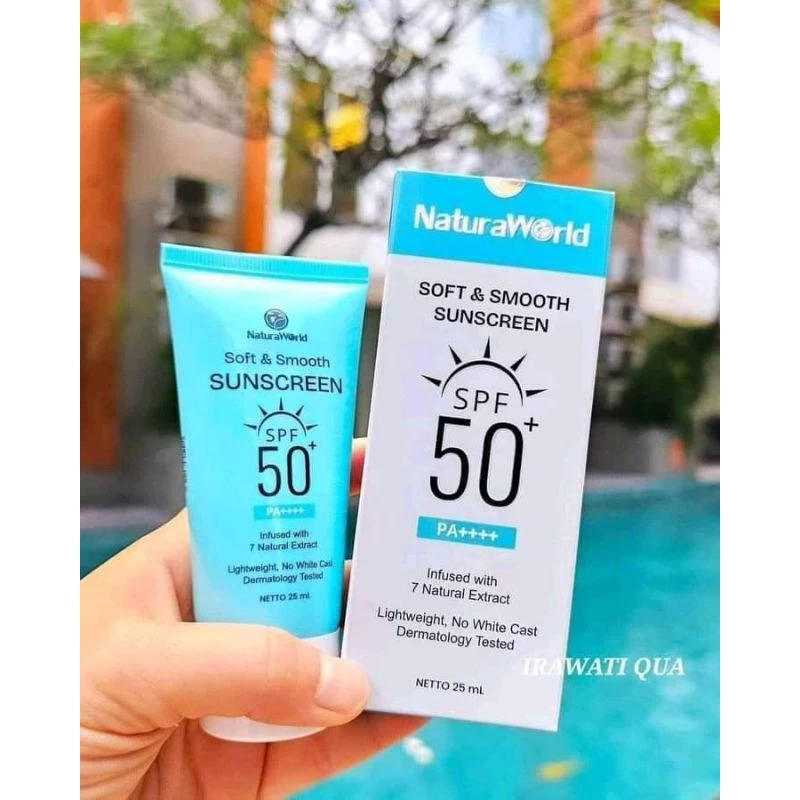 NaturaWorld
Soft & Smooth
SUNSCREEN
SPF
50+
PA++++
Infused with
7 Natural Extract
Lightweight, No White Cast
Dermatology Tested
NETTO 25 mL
NaturaWorld
SOFT & SMOOTH
SUNSCREEN
SPF
50+
PA++++
Infused with
7 Natural Extract
Lightweight, No White Cast
Dermatology Tested
NETTO 25 mL
IRAWATI QUA